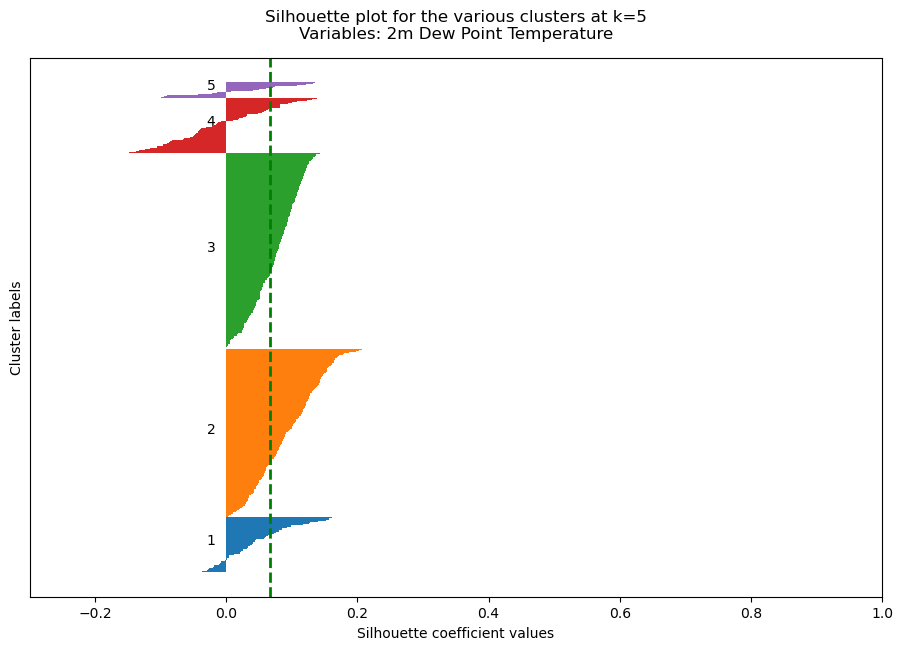 Silhouette plot for the various clusters at k=5
Variables: 2m Dew Point Temperature
5
4
3
2
1
Cluster labels
−0.2 0.0 0.2 0.4 0.6 0.8 1.0
Silhouette coefficient values